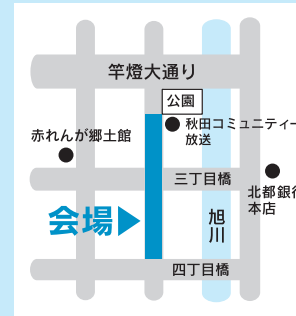 竿燈大通り
公園
秋田コミュニティー
放送
赤れんが郷土館
三丁目橋
北都銀行
本店
会場
旭川
四丁目橋